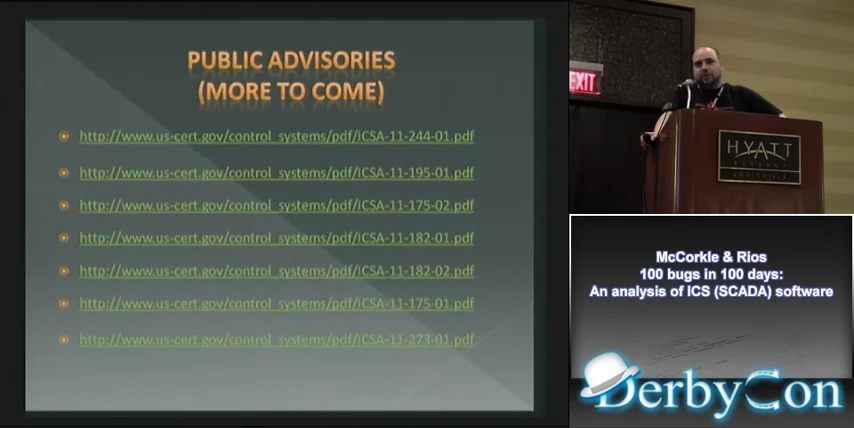 PUBLIC ADVISORIES
(MORE TO COME)
http://www.us-cert.gov/control_systems/pdf/ICSA-11-244-01.pdf
http://www.us-cert.gov/control_systems/pdf/ICSA-11-195-01.pdf
http://www.us-cert.gov/control_systems/pdf/ICSA-11-175-02.pdf
http://www.us-cert.gov/control_systems/pdf/ICSA-11-182-01.pdf
http://www.us-cert.gov/control_systems/pdf/ICSA-11-182-02.pdf
http://www.us-cert.gov/control_systems/pdf/ICSA-11-175-01.pdf
http://www.us-cert.gov/control_systems/pdf/ICSA-11-273-01.pdf
EXIT
HYATT
REGENCY
LOUISVILLE
McCorkle & Rios
100 bugs in 100 days:
An analysis of ICS (SCADA) software
DerbyCon